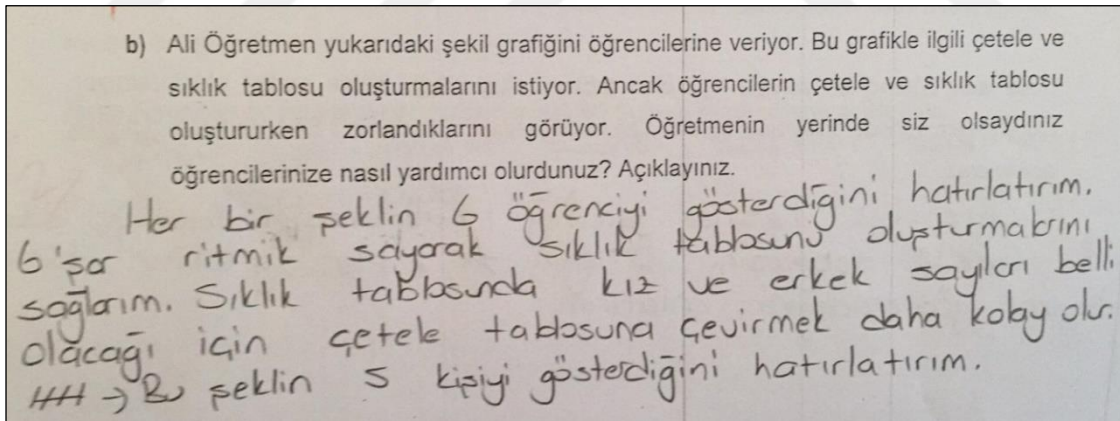 b) Ali Öğretmen yukarıdaki şekil grafiğini öğrencilerine veriyor. Bu grafikle ilgili çetele ve
sıklık tablosu oluşturmalarını istiyor. Ancak öğrencilerin çetele ve sıklık tablosu
oluştururken zorlandıklarını görüyor. Öğretmenin yerinde siz olsaydınız
öğrencilerinize nasıl yardımcı olurdunuz? Açıklayınız.
Her bir şeklin 6 öğrenciyi gösterdiğini hatırlatırım.
6'şar ritmik sayarak sıklık tablosunu oluşturmalarını
sağlarım. Sıklık tablosunda kız ve erkek sayıları belli
olacağı için çetele tablosuna çevirmek daha kolay olur.
卌 → Bu şeklin 5 kişiyi gösterdiğini hatırlatırım.